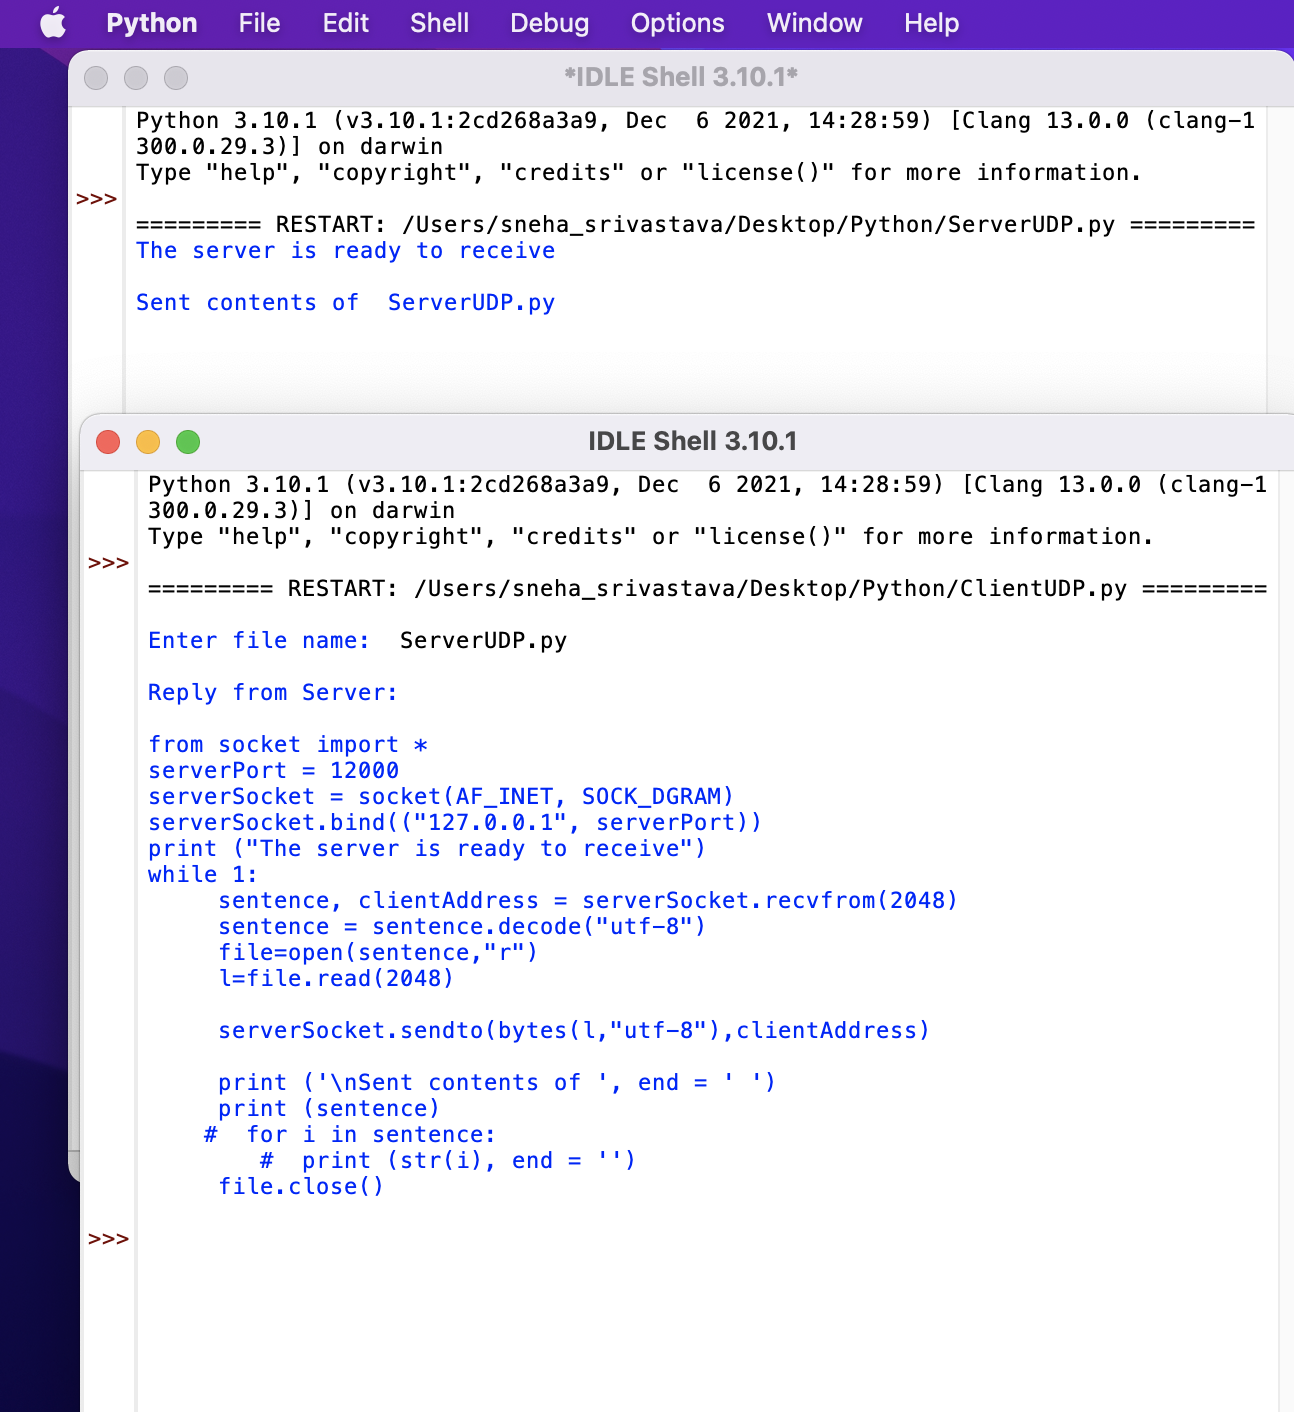 Python File Edit Shell Debug Options Window Help
*IDLE Shell 3.10.1*
Python 3.10.1 (v3.10.1:2cd268a3a9, Dec  6 2021, 14:28:59) [Clang 13.0.0 (clang-1
300.0.29.3)] on darwin
Type "help", "copyright", "credits" or "license()" for more information.
>>>
========= RESTART: /Users/sneha_srivastava/Desktop/Python/ServerUDP.py =========
The server is ready to receive
Sent contents of  ServerUDP.py
IDLE Shell 3.10.1
Python 3.10.1 (v3.10.1:2cd268a3a9, Dec  6 2021, 14:28:59) [Clang 13.0.0 (clang-1
300.0.29.3)] on darwin
Type "help", "copyright", "credits" or "license()" for more information.
>>>
========= RESTART: /Users/sneha_srivastava/Desktop/Python/ClientUDP.py =========
Enter file name:  ServerUDP.py
Reply from Server:
from socket import *
serverPort = 12000
serverSocket = socket(AF_INET, SOCK_DGRAM)
serverSocket.bind(("127.0.0.1", serverPort))
print ("The server is ready to receive")
while 1:
     sentence, clientAddress = serverSocket.recvfrom(2048)
     sentence = sentence.decode("utf-8")
     file=open(sentence,"r")
     l=file.read(2048)
     serverSocket.sendto(bytes(l,"utf-8"),clientAddress)
     print ('\nSent contents of ', end = ' ')
     print (sentence)
    #  for i in sentence:
        #  print (str(i), end = '')
     file.close()
>>>